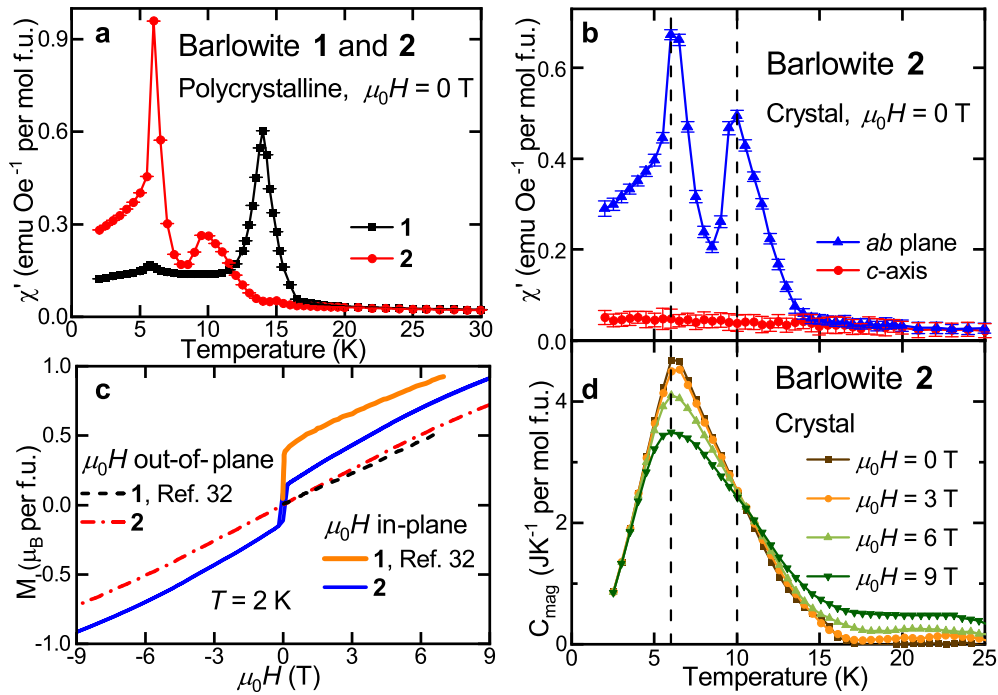 a
Barlowite 1 and 2
Polycrystalline, μ₀H = 0 T
1
2
0.9
0.6
0.3
0.0
χ' (emu Oe⁻¹ per mol f.u.)
0 5 10 15 20 25 30
Temperature (K)
b
Barlowite 2
Crystal, μ₀H = 0 T
ab plane
c-axis
0.6
0.4
0.2
0.0
χ' (emu Oe⁻¹ per mol f.u.)
c
μ₀H out-of-plane
1, Ref. 32
2
μ₀H in-plane
1, Ref. 32
2
T = 2 K
1.0
0.5
0.0
-0.5
-1.0
M (μB per f.u.)
-9 -6 -3 0 3 6 9
μ₀H (T)
d
Barlowite 2
Crystal
μ₀H = 0 T
μ₀H = 3 T
μ₀H = 6 T
μ₀H = 9 T
4
2
0
Cmag (JK⁻¹ per mol f.u.)
0 5 10 15 20 25
Temperature (K)